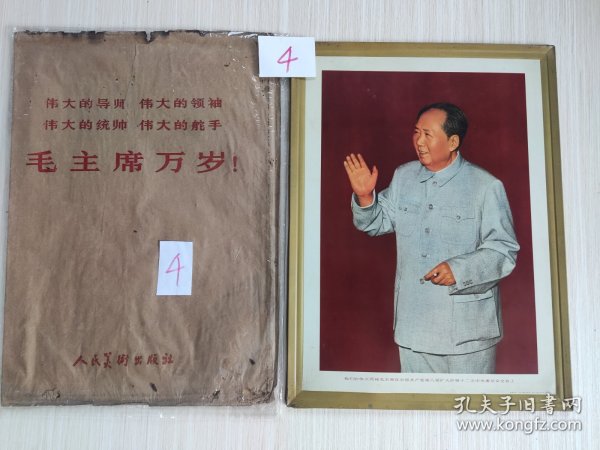 伟大的导师 伟大的领袖
伟大的统帅 伟大的舵手
毛主席万岁!
人民美术出版社
4
4
孔夫子旧书网
www.kongfz.com